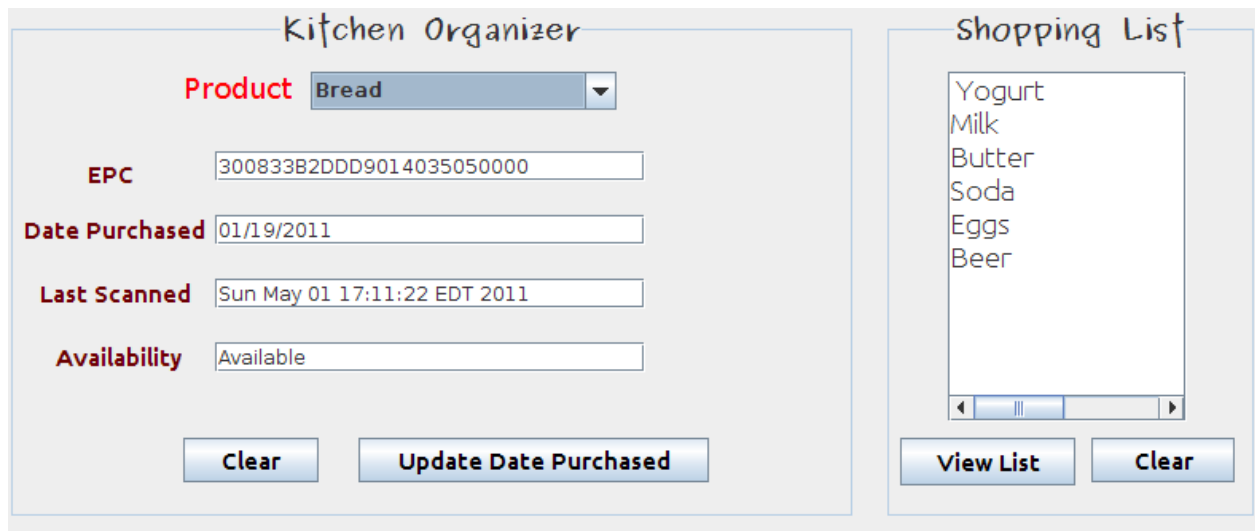 Kitchen Organizer
Product Bread
EPC 300833B2DDD9014035050000
Date Purchased 01/19/2011
Last Scanned Sun May 01 17:11:22 EDT 2011
Availability Available
Clear Update Date Purchased
Shopping List
Yogurt
Milk
Butter
Soda
Eggs
Beer
View List Clear